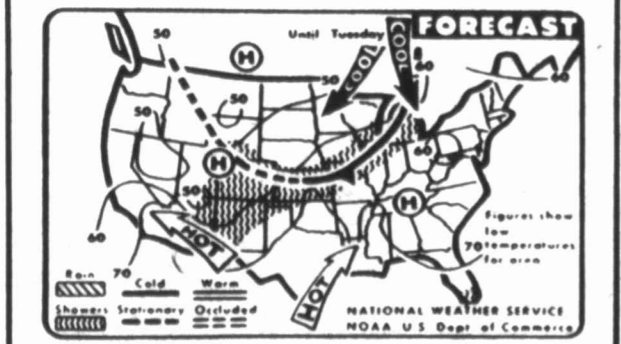 FORECAST
Until Tuesday
50
H
COOL
COOL
60
60
50
50
50
60
H
50
H
60
HOT
70
HOT
70
Figures show
low
temperatures
for area
Rain
Cold
Warm
Showers
Stationary
Occluded
NATIONAL WEATHER SERVICE
NOAA U S Dept of Commerce